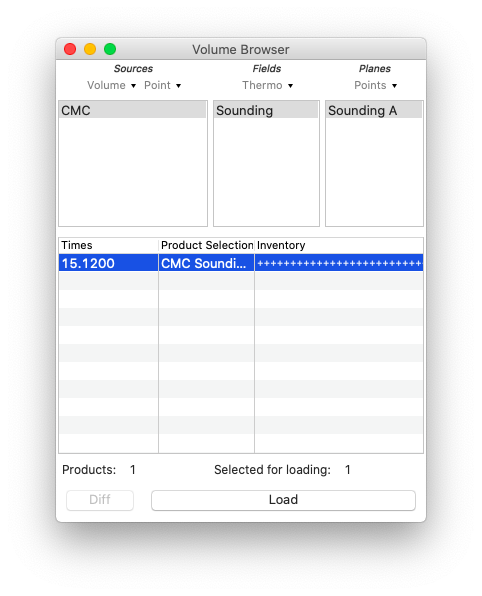 Volume Browser
Sources Fields Planes
Volume Point Thermo Points
CMC Sounding Sounding A
Times Product Selection Inventory
15.1200 CMC Soundi... +++++++++++++++++++++++++
Products: 1 Selected for loading: 1
Diff Load